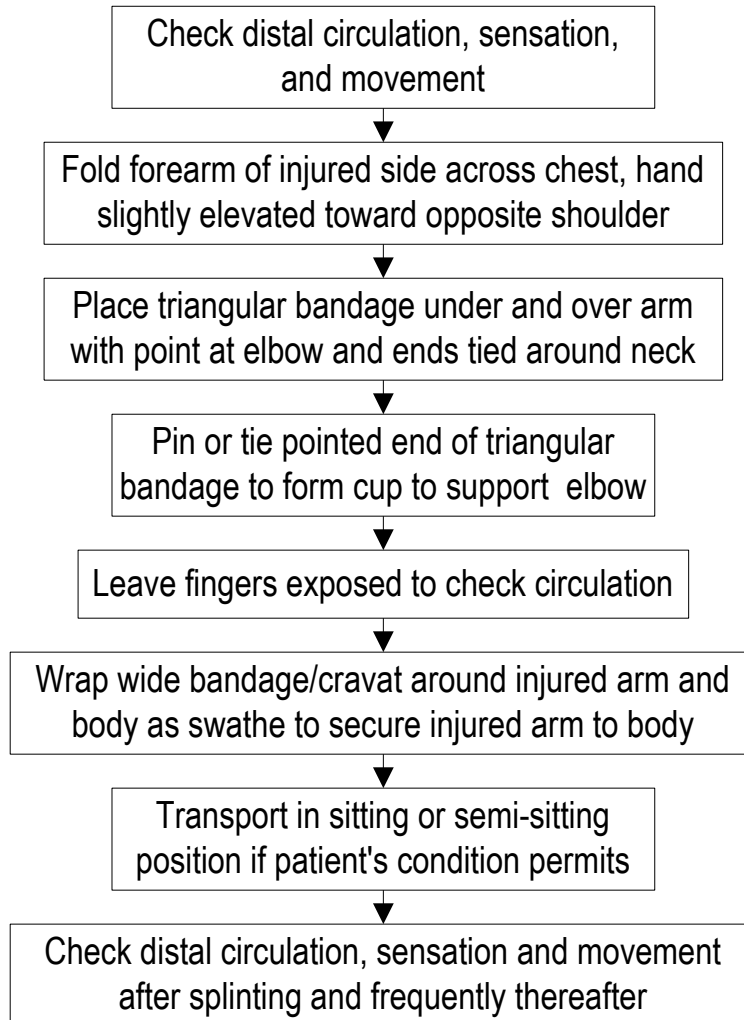 Check distal circulation, sensation,
and movement
Fold forearm of injured side across chest, hand
slightly elevated toward opposite shoulder
Place triangular bandage under and over arm
with point at elbow and ends tied around neck
Pin or tie pointed end of triangular
bandage to form cup to support  elbow
Leave fingers exposed to check circulation
Wrap wide bandage/cravat around injured arm and
body as swathe to secure injured arm to body
Transport in sitting or semi-sitting
position if patient's condition permits
Check distal circulation, sensation and movement
after splinting and frequently thereafter